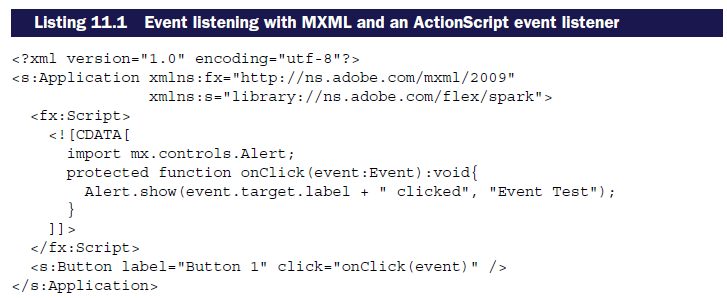 Listing 11.1 Event listening with MXML and an ActionScript event listener
<?xml version="1.0" encoding="utf-8"?>
<s:Application xmlns:fx="http://ns.adobe.com/mxml/2009"
xmlns:s="library://ns.adobe.com/flex/spark">
<fx:Script>
<![CDATA[
import mx.controls.Alert;
protected function onClick(event:Event):void{
Alert.show(event.target.label + " clicked", "Event Test");
}
]]>
</fx:Script>
<s:Button label="Button 1" click="onClick(event)" />
</s:Application>